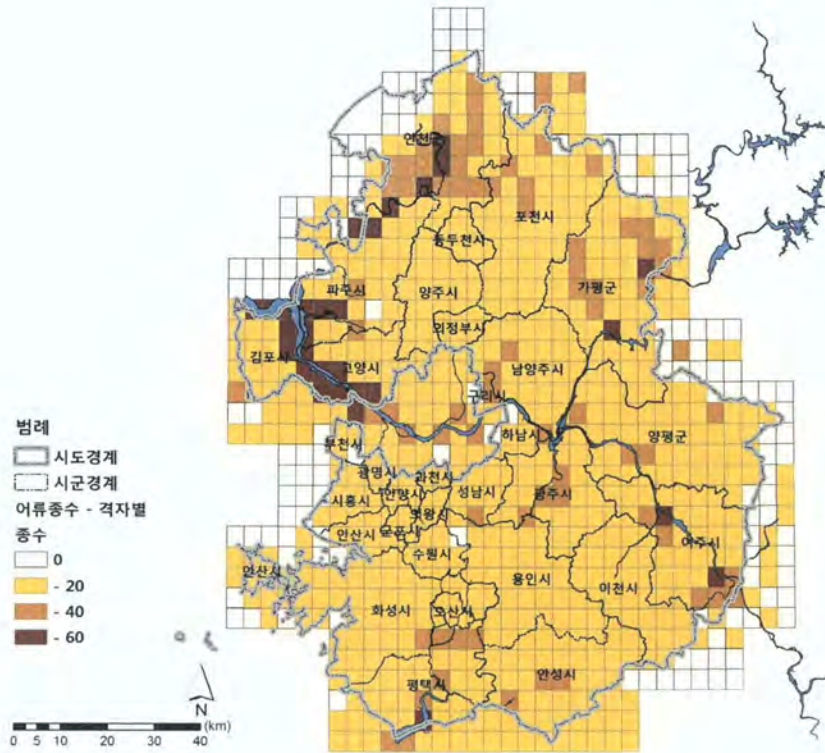 연천군
포천시
동두천시
파주시
양주시
가평군
의정부시
김포시
고양시
남양주시
구리시
부천시
하남시
양평군
광명시
과천시
시흥시
안양시
성남시
광주시
의왕시
안산시
군포시
수원시
여주시
안산시
용인시
이천시
화성시
오산시
안성시
평택시
범례
시도경계
시군경계
어류종수 - 격자별
종수
0
- 20
- 40
- 60
N
(km)
0 5 10 20 30 40